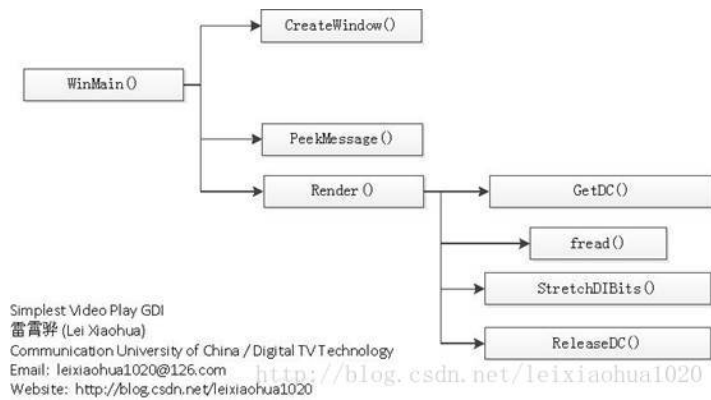 CreateWindow()
WinMain()
PeekMessage()
Render()
GetDC()
fread()
StretchDIBits()
ReleaseDC()
Simplest Video Play GDI
雷霄骅 (Lei Xiaohua)
Communication University of China / Digital TV Technology
Email: leixiaohua1020@126.com
Website: http://blog.csdn.net/leixiaohua1020
http://blog.csdn.net/leixiaohua1020